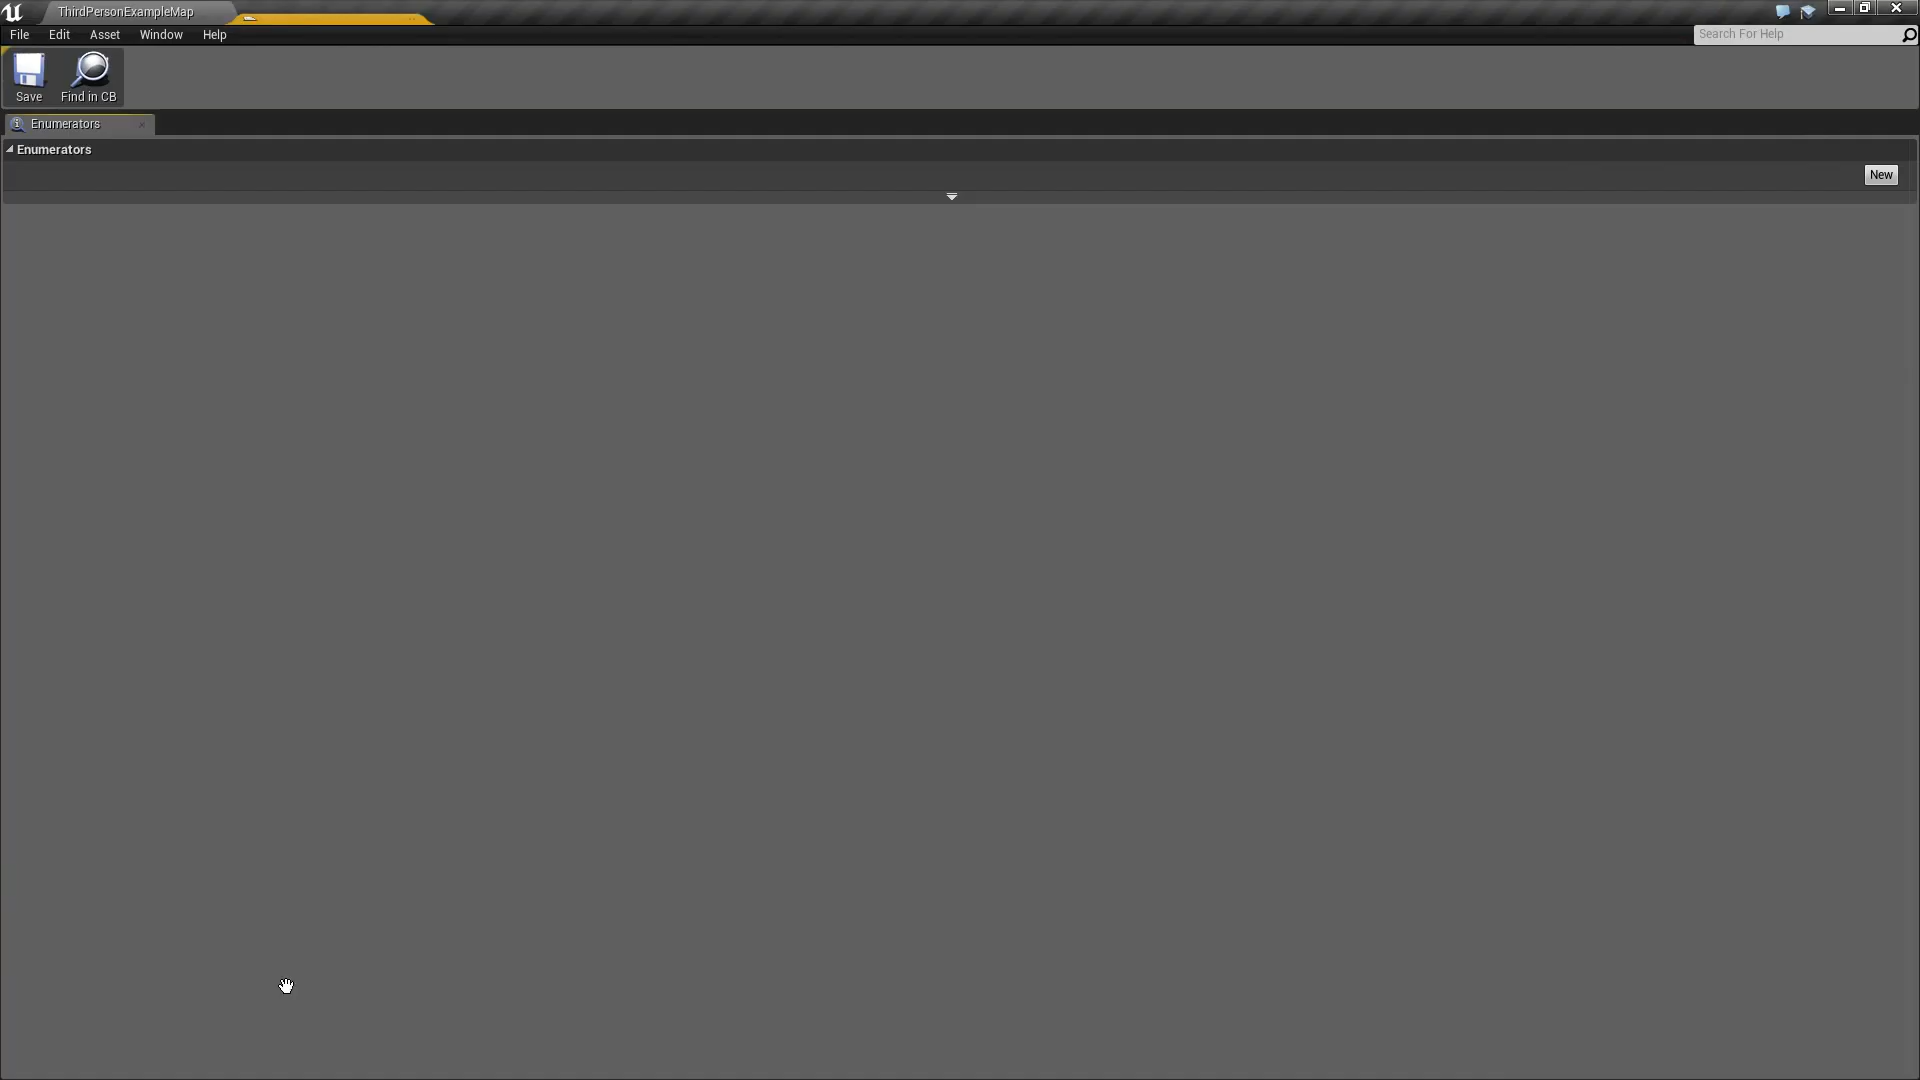 ThirdPersonExampleMap
File Edit Asset Window Help
Search For Help
Save Find in CB
Enumerators
Enumerators
New